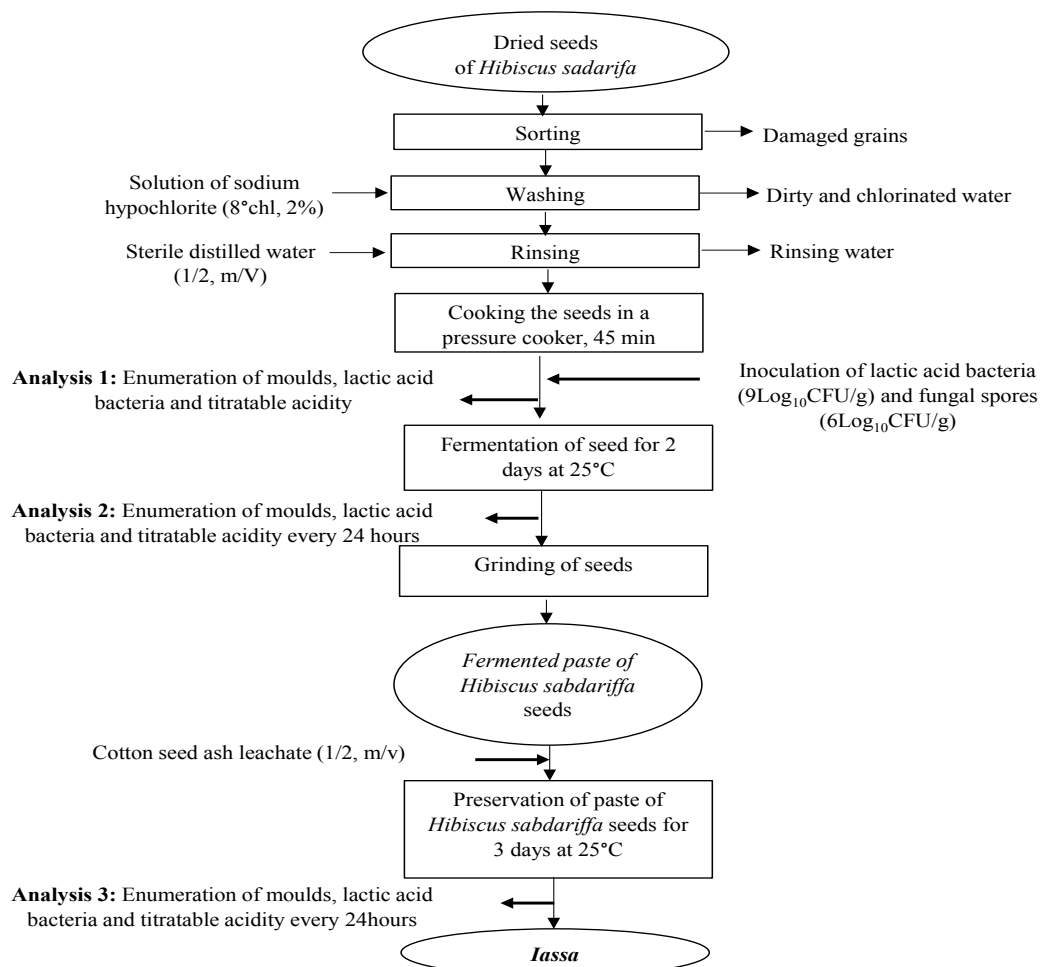 Dried seeds
of Hibiscus sadarifa
Sorting
Damaged grains
Solution of sodium
hypochlorite (8°chl, 2%)
Washing
Dirty and chlorinated water
Sterile distilled water
(1/2, m/V)
Rinsing
Rinsing water
Cooking the seeds in a
pressure cooker, 45 min
Analysis 1: Enumeration of moulds, lactic acid
bacteria and titratable acidity
Inoculation of lactic acid bacteria
(9Log₁₀CFU/g) and fungal spores
(6Log₁₀CFU/g)
Fermentation of seed for 2
days at 25°C
Analysis 2: Enumeration of moulds, lactic acid
bacteria and titratable acidity every 24 hours
Grinding of seeds
Fermented paste of
Hibiscus sabdariffa
seeds
Cotton seed ash leachate (1/2, m/v)
Preservation of paste of
Hibiscus sabdariffa seeds for
3 days at 25°C
Analysis 3: Enumeration of moulds, lactic acid
bacteria and titratable acidity every 24hours
Iassa